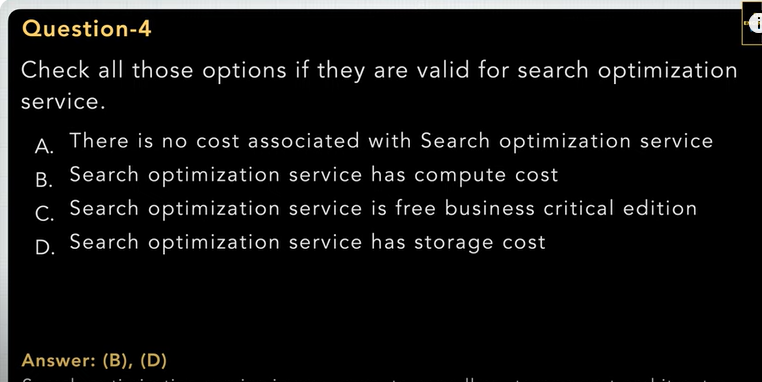 Question-4
Check all those options if they are valid for search optimization
service.
A. There is no cost associated with Search optimization service
B. Search optimization service has compute cost
C. Search optimization service is free business critical edition
D. Search optimization service has storage cost
Answer: (B), (D)